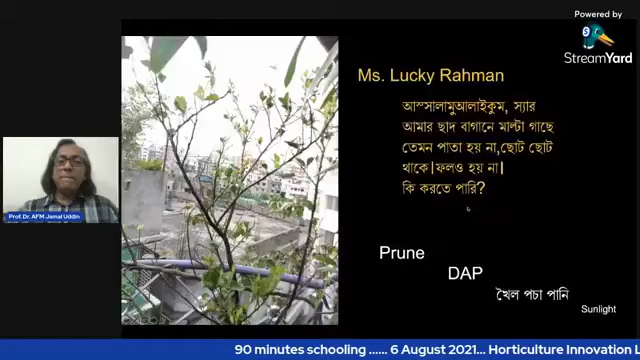 Powered by
StreamYard
Ms. Lucky Rahman
আসসালামুআলাইকুম, স্যার
আমার ছাদ বাগানে মাল্টা গাছে
তেমন পাতা হয় না,ছোট ছোট
থাকে।ফলও হয় না।
কি করতে পারি?
Prof. Dr. AFM Jamal Uddin
Prune
DAP
খৈল পচা পানি
Sunlight
90 minutes schooling ...... 6 August 2021... Horticulture Innovation L